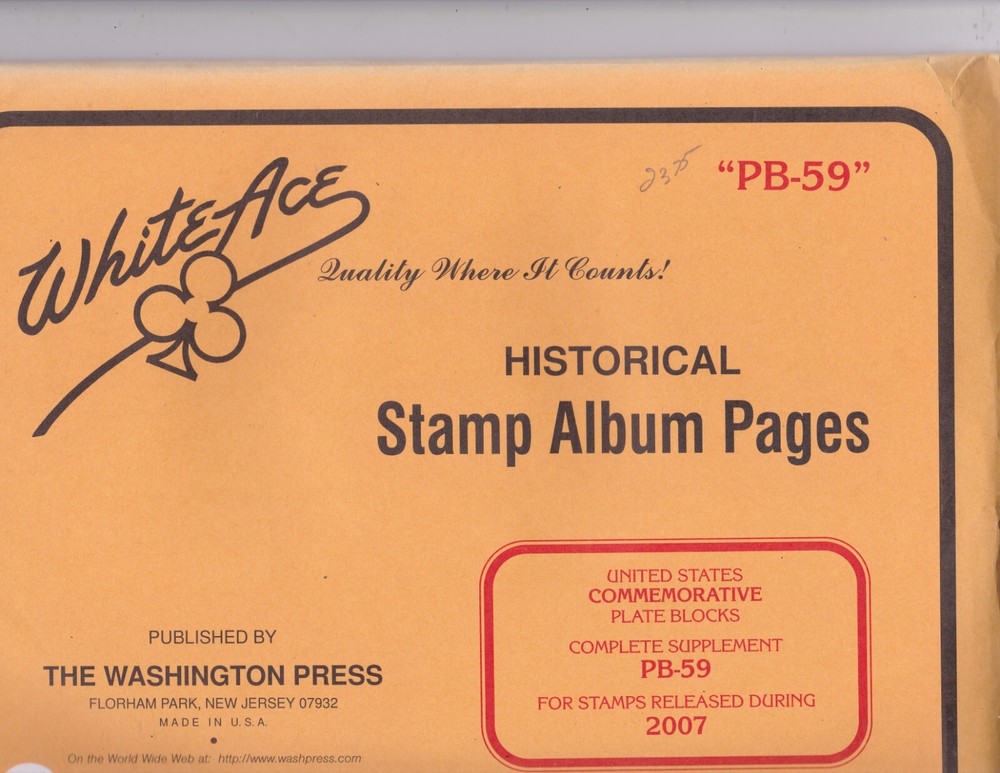 WhiteAce
2375
"PB-59"
Quality Where It Counts!
HISTORICAL
Stamp Album Pages
UNITED STATES
COMMEMORATIVE
PLATE BLOCKS
COMPLETE SUPPLEMENT
PB-59
FOR STAMPS RELEASED DURING
2007
PUBLISHED BY
THE WASHINGTON PRESS
FLORHAM PARK, NEW JERSEY 07932
MADE IN U.S.A.
On the World Wide Web at: http://www.washpress.com